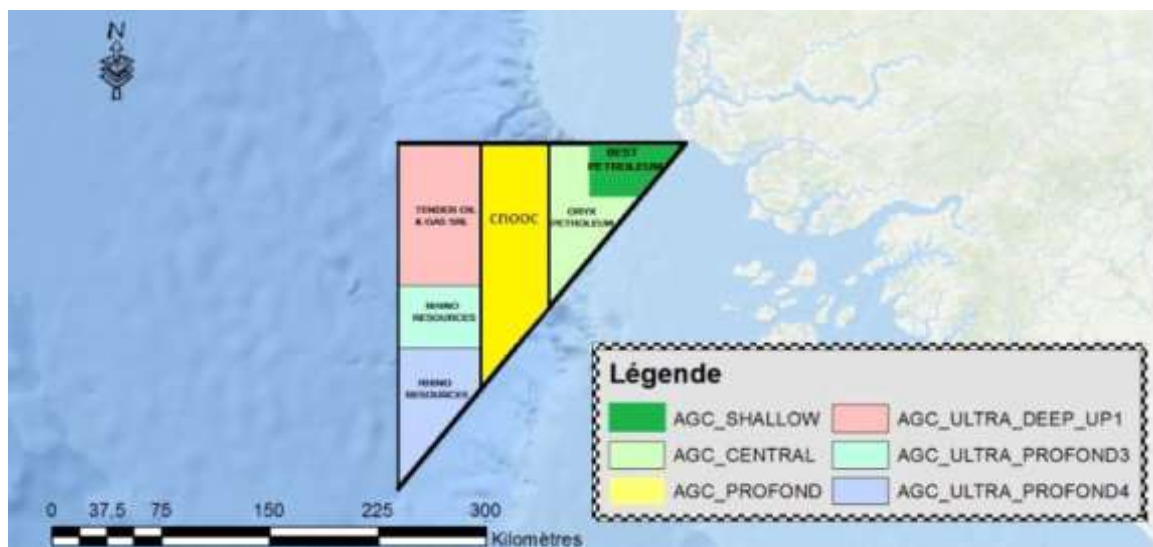 N
BEST
PETROLEUM
TENDER OIL
& GAS SRL
cnooc
ORYX
PETROLEUM
RHINO
RESOURCES
RHINO
RESOURCES
Légende
AGC_SHALLOW
AGC_ULTRA_DEEP_UP1
AGC_CENTRAL
AGC_ULTRA_PROFOND3
AGC_PROFOND
AGC_ULTRA_PROFOND4
0 37,5 75 150 225 300
Kilomètres